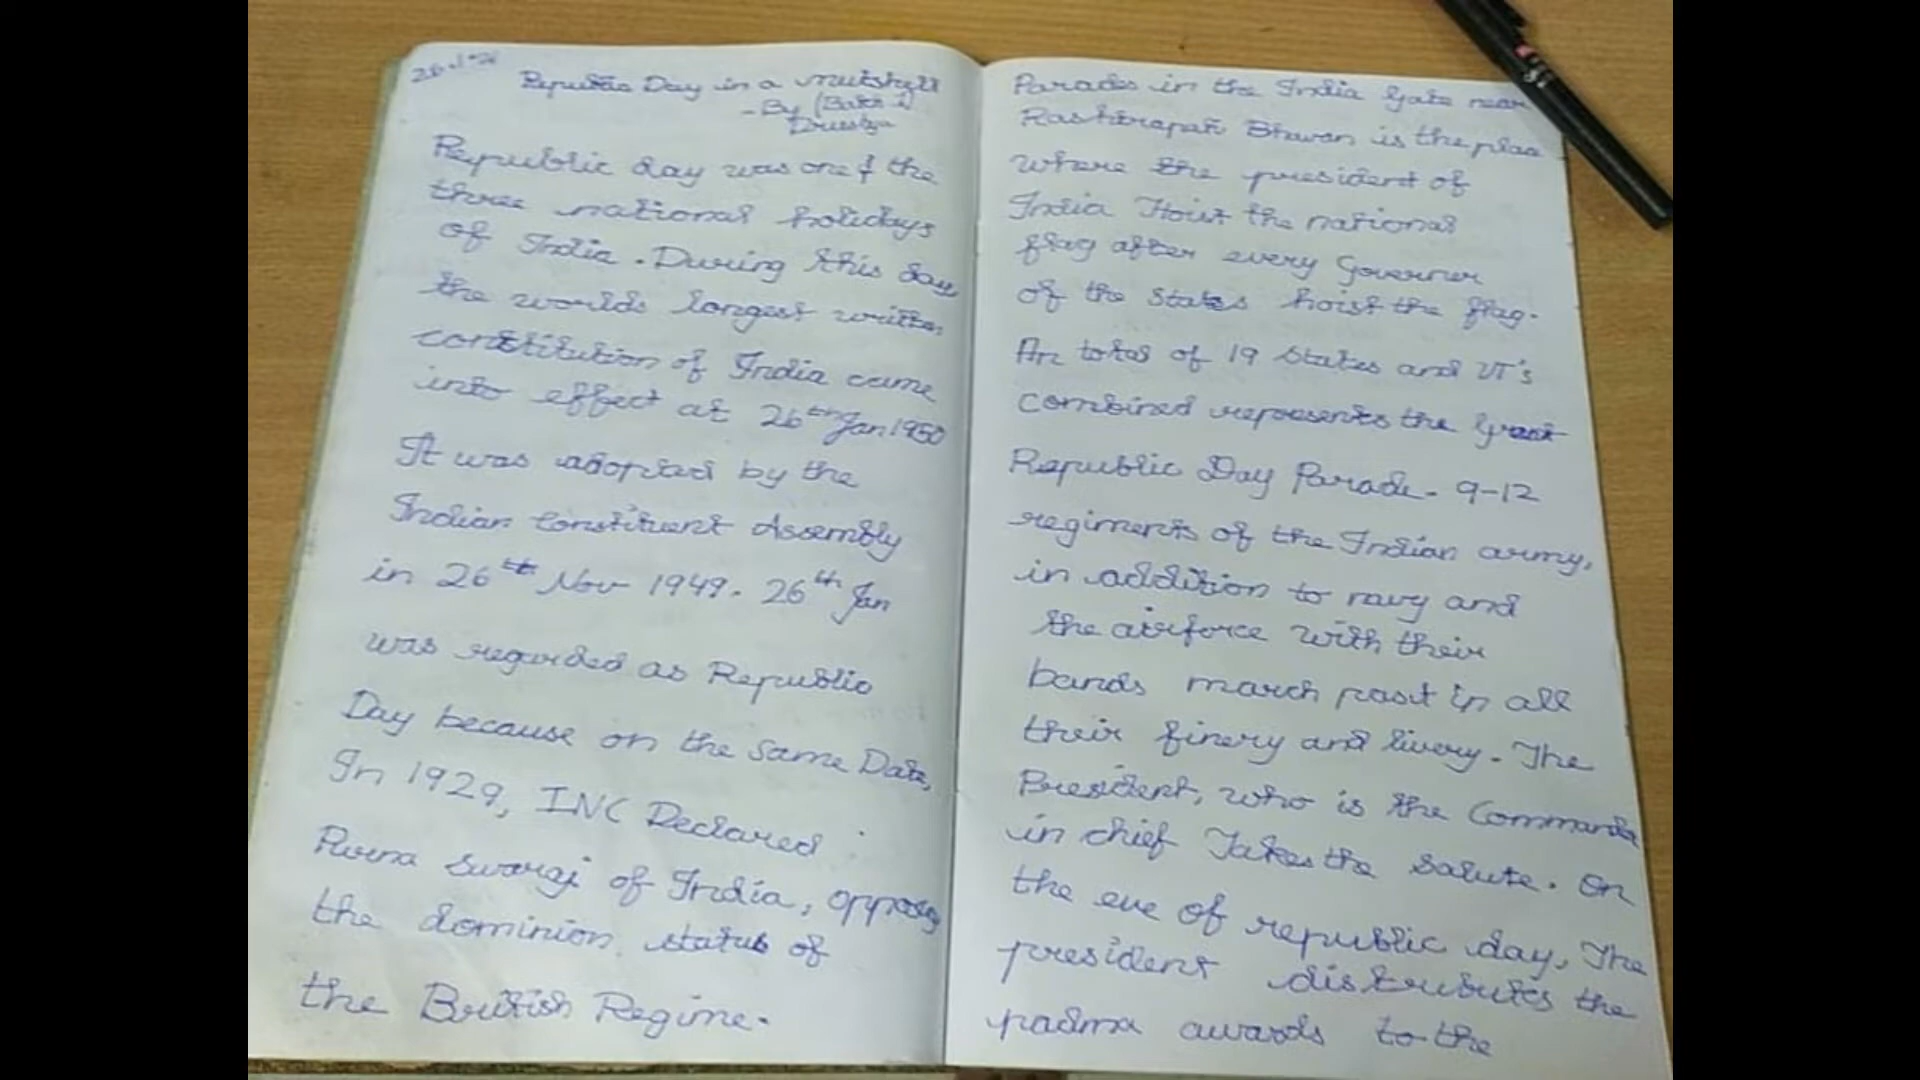 Republic Day in a nutshell
- By
Republic day was one of the
three national holidays
of India. During this day
the worlds longest written
constitution of India came
into effect at 26th Jan 1950
It was adopted by the
Indian Constituent Assembly
in 26th Nov 1949. 26th Jan
was regarded as Republic
Day because on the same Date,
In 1929, INC Declared
Purna Swaraj of India, opposing
the dominion status of
the British Regime.
Parades in the India Gate near
Rashtrapati Bhavan is the place
where the president of
India Hoist the national
flag after every Governer
of the states hoist the flag.
An total of 19 states and UT's
combined represents the
Republic Day Parade. 9-12
regiments of the Indian army,
in addition to navy and
the airforce with their
bands march past in all
their finery and livery. The
President, who is the Commander
in chief Takes the salute. On
the eve of republic day, The
president distributes the
padma awards to the